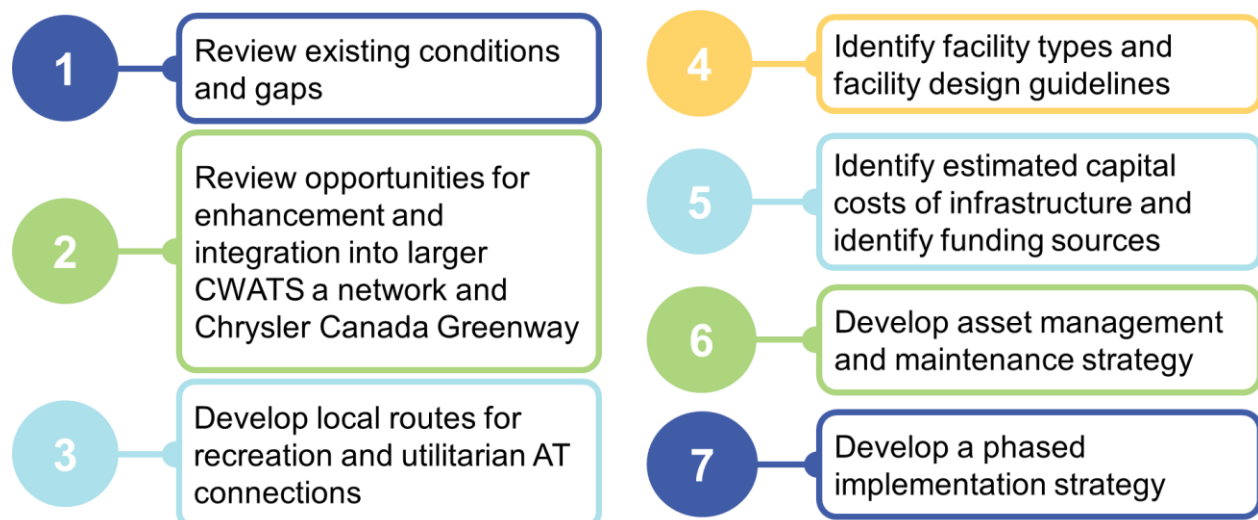 1
Review existing conditions
and gaps
2
Review opportunities for
enhancement and
integration into larger
CWATS a network and
Chrysler Canada Greenway
3
Develop local routes for
recreation and utilitarian AT
connections
4
Identify facility types and
facility design guidelines
5
Identify estimated capital
costs of infrastructure and
identify funding sources
6
Develop asset management
and maintenance strategy
7
Develop a phased
implementation strategy